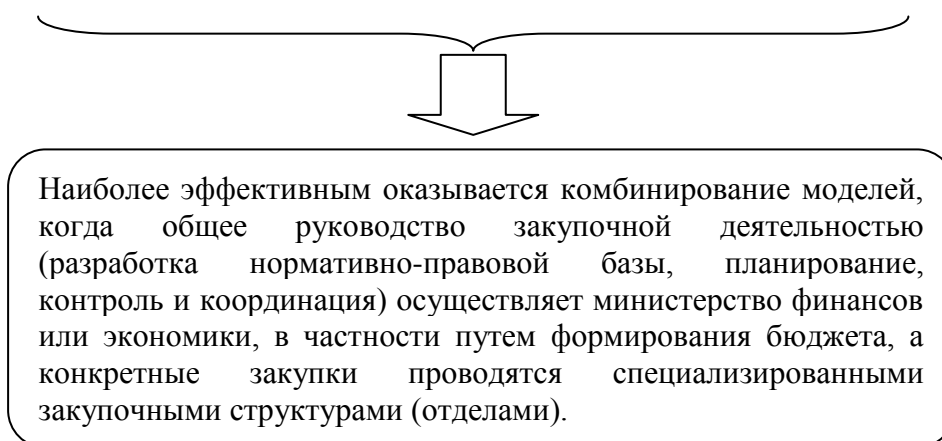 Наиболее эффективным оказывается комбинирование моделей,
когда общее руководство закупочной деятельностью
(разработка нормативно-правовой базы, планирование,
контроль и координация) осуществляет министерство финансов
или экономики, в частности путем формирования бюджета, а
конкретные закупки проводятся специализированными
закупочными структурами (отделами).